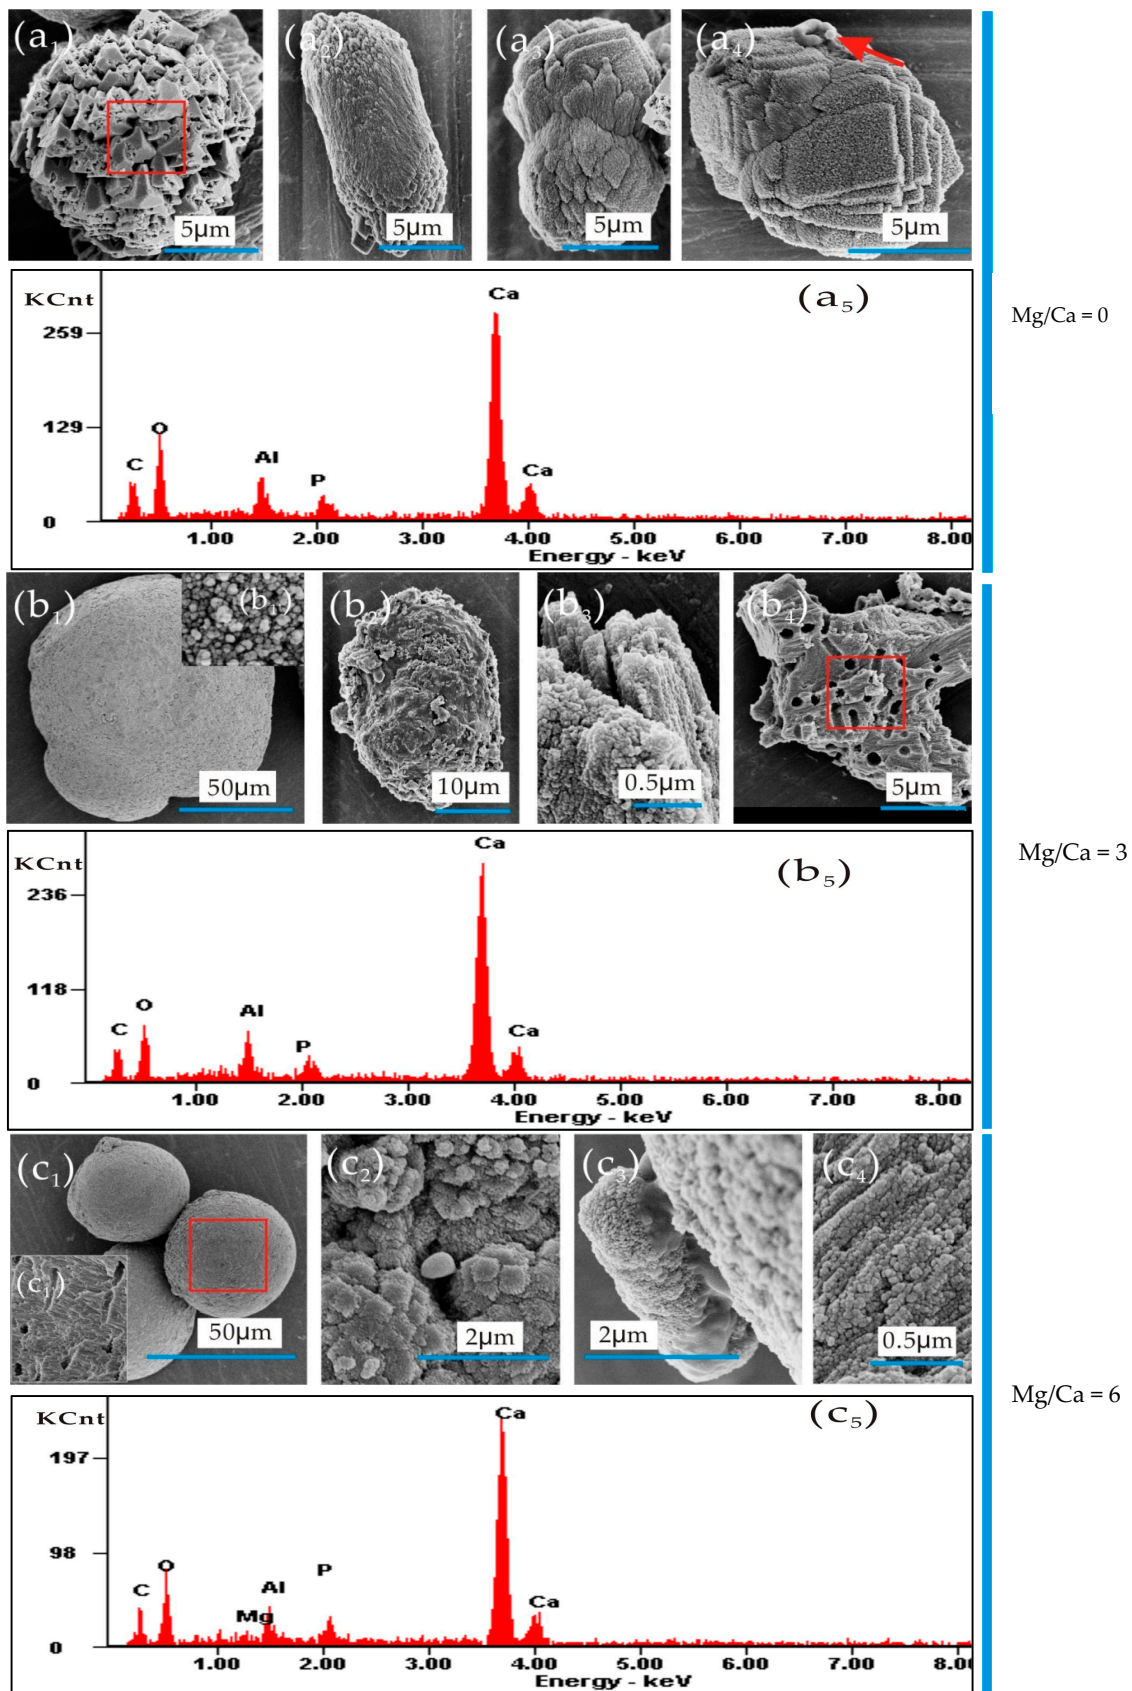 (a₁)
5μm
(a₂)
5μm
(a₃)
5μm
(a₄)
5μm
Mg/Ca = 0
KCnt
259
129
0
C
O
Al
P
Ca
Ca
(a₅)
1.00 2.00 3.00 4.00 5.00 6.00 7.00 8.00
Energy - keV
(b₁)
(b₁)
50μm
(b₂)
10μm
(b₃)
0.5μm
(b₄)
5μm
Mg/Ca = 3
KCnt
236
118
0
C
O
Al
P
Ca
Ca
(b₅)
1.00 2.00 3.00 4.00 5.00 6.00 7.00 8.00
Energy - keV
(c₁)
(c₁)
50μm
(c₂)
2μm
(c₃)
2μm
(c₄)
0.5μm
Mg/Ca = 6
KCnt
197
98
0
C
O
Mg
Al
P
Ca
Ca
(c₅)
1.00 2.00 3.00 4.00 5.00 6.00 7.00 8.00
Energy - keV